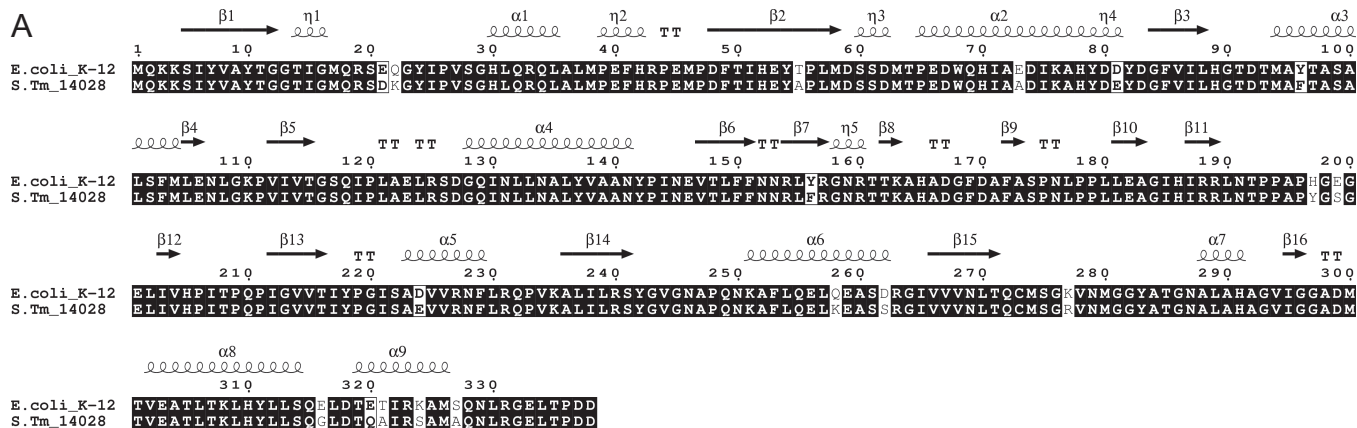 A
β1 η1 α1 η2 TT β2 η3 α2 η4 β3 α3
1 10 20 30 40 50 60 70 80 90 100
E.coli_K-12 MQKKSIYVAYTGGTIGMQRSEQGYIPVSGHLQRQLALMPEFHRPEMPDFTIHEYTPLMDSSDMTPEDWQHIAEDIKAHYDDYDGFVILHGTDTMAYTASA
S.Tm_14028 MQKKSIYVAYTGGTIGMQRSDKGYIPVSGHLQRQLALMPEFHRPEMPDFTIHEYAPLMDSSDMTPEDWQHIAADIKAHYDEYDGFVILHGTDTMAFTASA
β4 β5 TT TT α4 β6 TT β7 η5 β8 TT β9 TT β10 β11
110 120 130 140 150 160 170 180 190 200
E.coli_K-12 LSFMLENLGKPVIVTGSQIPLAELRSDGQINLLNALYVAANYPINEVTLFFNNRLYRGNRTTKAHADGFDAFASPNLPPLLEAGIHIRRLNTPPAPHGEG
S.Tm_14028 LSFMLENLGKPVIVTGSQIPLAELRSDGQINLLNALYVAANYPINEVTLFFNNRLFRGNRTTKAHADGFDAFASPNLPPLLEAGIHIRRLNTPPAPYGSG
β12 β13 TT α5 β14 α6 β15 α7 β16 TT
210 220 230 240 250 260 270 280 290 300
E.coli_K-12 ELIVHPITPQPIGVVTIYPGISADVVRNFLRQPVKALILRSYGVGNAPQNKAFLQELQEASDRGIVVVNLTQCMSGKVNMGGYATGNALAHAGVIGGADM
S.Tm_14028 ELIVHPITPQPIGVVTIYPGISAEVVRNFLRQPVKALILRSYGVGNAPQNKAFLQELKEASSRGIVVVNLTQCMSGRVNMGGYATGNALAHAGVIGGADM
α8 α9
310 320 330
E.coli_K-12 TVEATLTKLHYLLSQELDTETIRKAMSQNLRGELTPDD
S.Tm_14028 TVEATLTKLHYLLSQGLDTQAIRSAMAQNLRGELTPDD